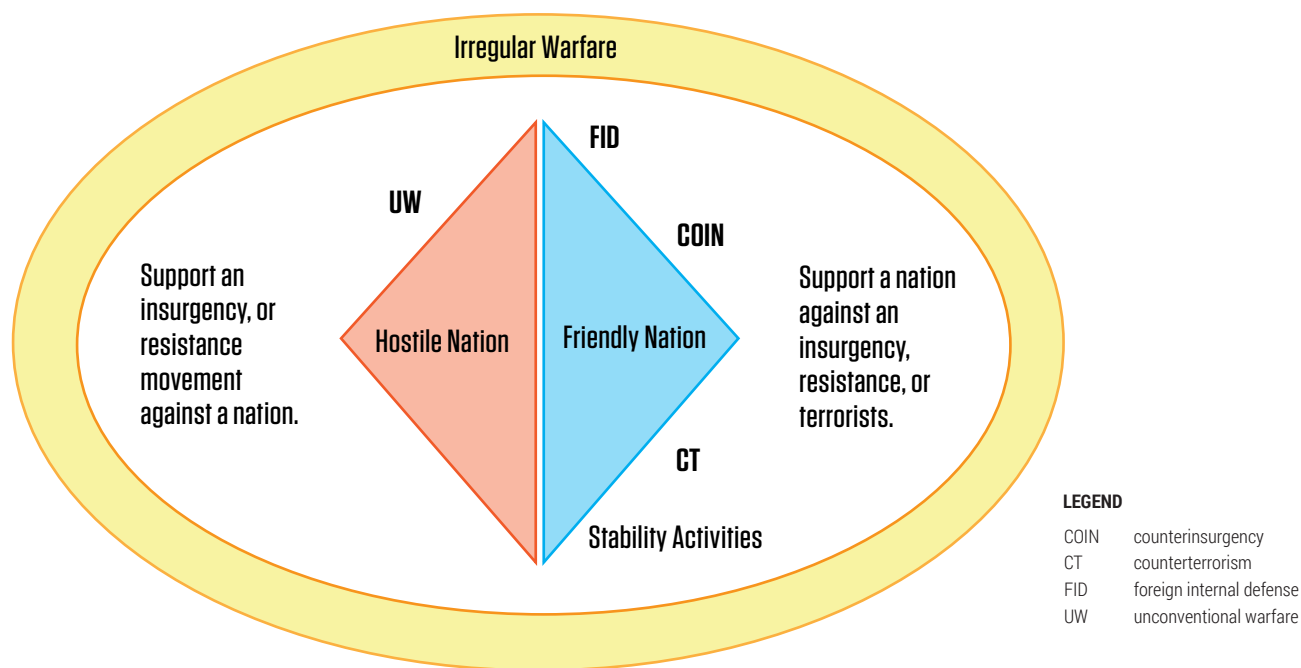 Irregular Warfare
FID
UW
COIN
Support an
insurgency, or
resistance
movement
against a nation.
Hostile Nation
Friendly Nation
Support a nation
against an
insurgency,
resistance, or
terrorists.
CT
Stability Activities
LEGEND
COIN counterinsurgency
CT counterterrorism
FID foreign internal defense
UW unconventional warfare